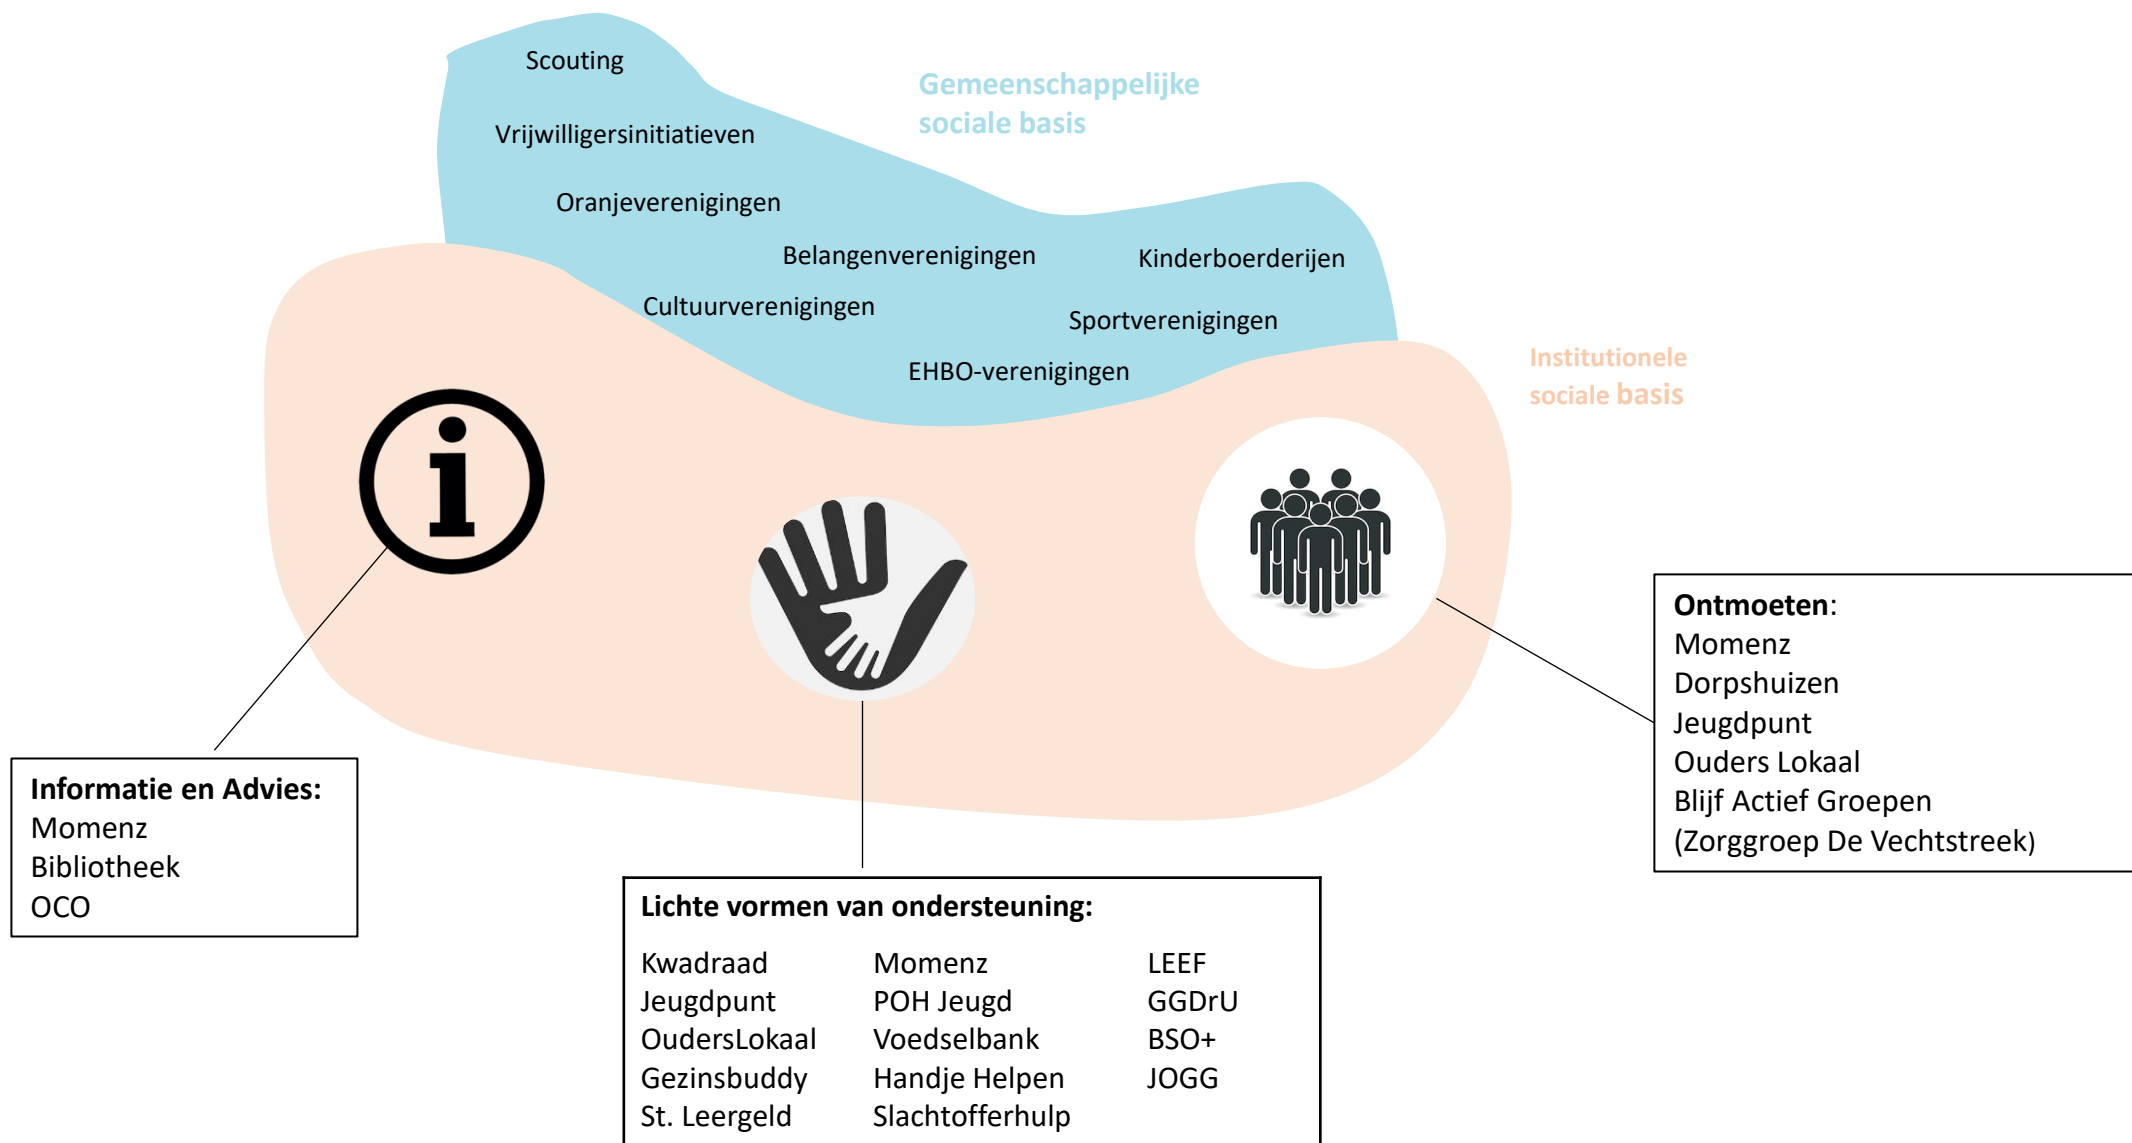 Scouting
Gemeenschappelijke
sociale basis
Vrijwilligersinitiatieven
Oranjeverenigingen
Belangenverenigingen
Kinderboerderijen
Cultuurverenigingen
Sportverenigingen
EHBO-verenigingen
Institutionele
sociale basis
Ontmoeten:
Momenz
Dorpshuizen
Jeugdpunt
Ouders Lokaal
Blijf Actief Groepen
(Zorggroep De Vechtstreek)
Informatie en Advies:
Momenz
Bibliotheek
OCO
Lichte vormen van ondersteuning:
Kwadraad
Jeugdpunt
OudersLokaal
Gezinsbuddy
St. Leergeld
Momenz
POH Jeugd
Voedselbank
Handje Helpen
Slachtofferhulp
LEEF
GGDrU
BSO+
JOGG